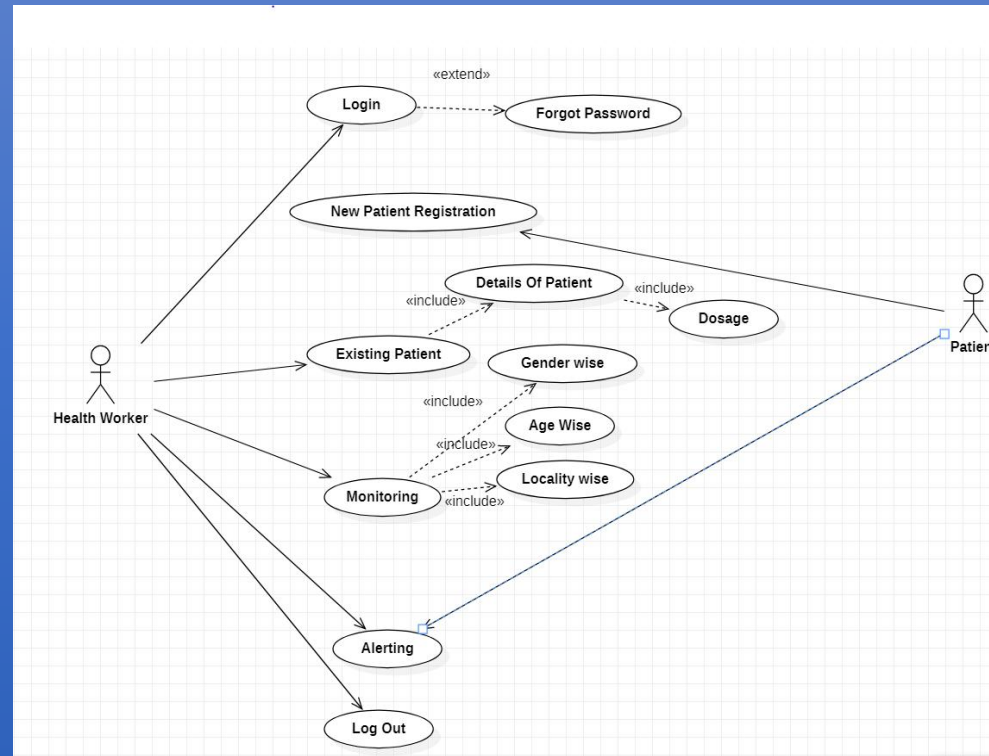 «extend»
Login
Forgot Password
New Patient Registration
Details Of Patient
«include»
«include»
Dosage
Existing Patient
Gender wise
Patien
Health Worker
«include»
Age Wise
«include»
Locality wise
Monitoring
«include»
Alerting
Log Out